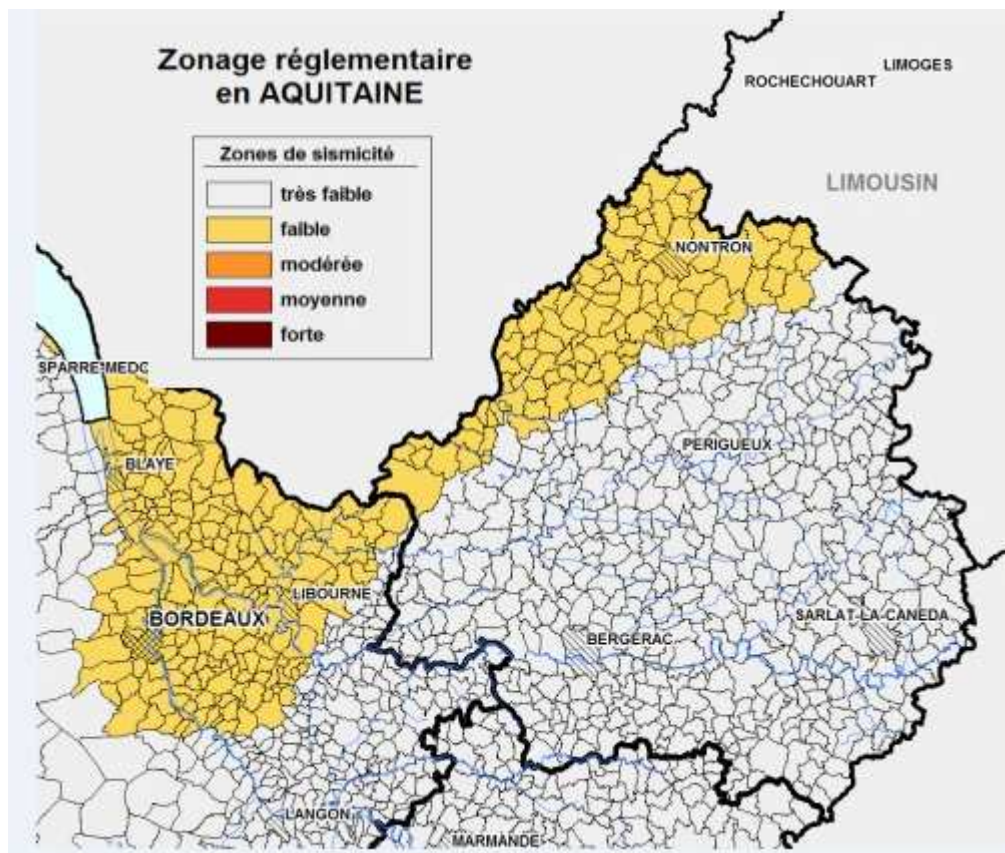 Zonage réglementaire
en AQUITAINE
Zones de sismicité
très faible
faible
modérée
moyenne
forte
LIMOGES
ROCHECHOUART
LIMOUSIN
NONTRON
SPARRE-MEDC
PERIGUEUX
BLAYE
LIBOURNE
BORDEAUX
SARLAT-LA-CANEDA
BERGERAC
LANGON
MARMANDE